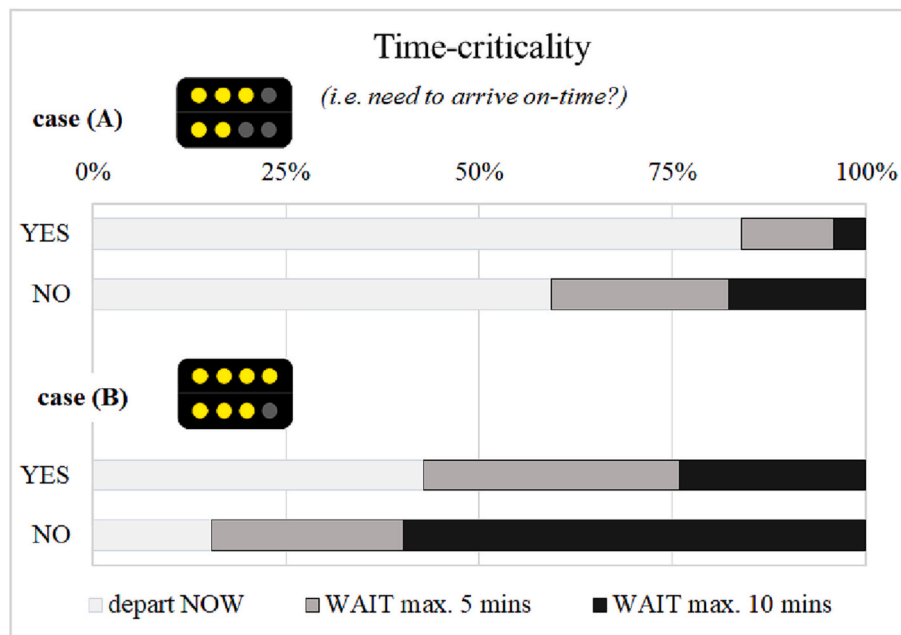 Time-criticality
(i.e. need to arrive on-time?)
case (A)
0% 25% 50% 75% 100%
YES
NO
case (B)
YES
NO
depart NOW WAIT max. 5 mins WAIT max. 10 mins